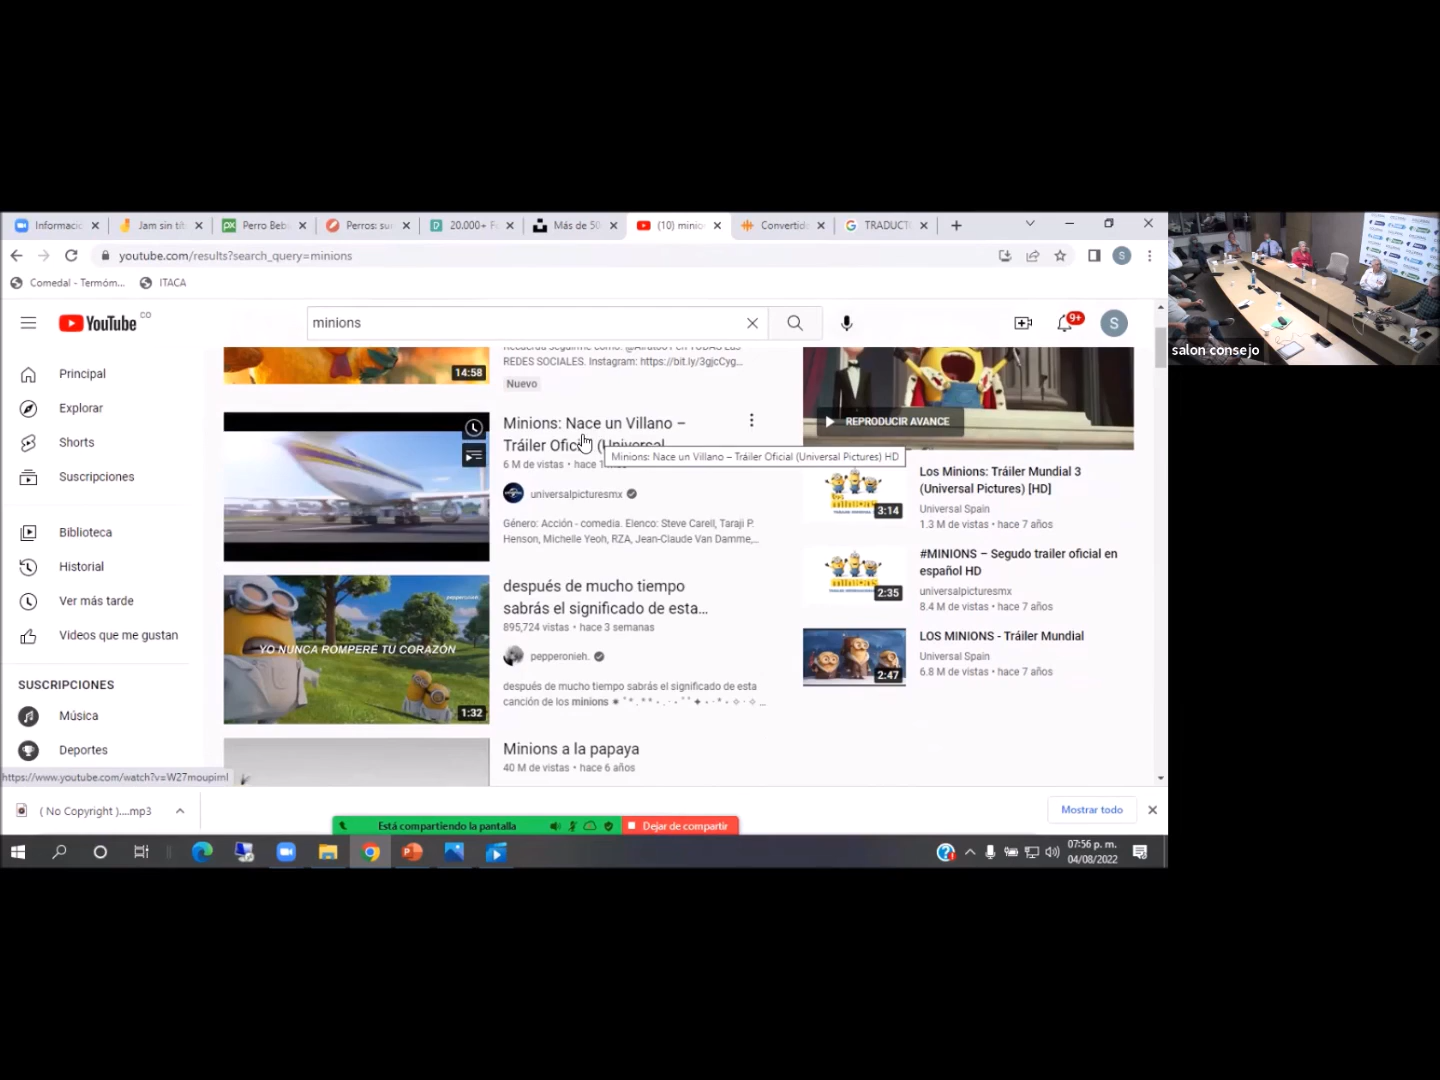 Informaci
Jam sin tít
Perro Beb
Perros: su
20.000+ F
Más de 50
(10) minio
Convertid
TRADUCT
youtube.com/results?search_query=minions
Comedal - Termóm...
ITACA
YouTube CO
minions
9+
S
Principal
Explorar
Shorts
Suscripciones
Biblioteca
Historial
Ver más tarde
Videos que me gustan
SUSCRIPCIONES
Música
Deportes
https://www.youtube.com/watch?v=W27moupirnI
14:58
REDES SOCIALES. Instagram: https://bit.ly/3gjcCyg...
Nuevo
Minions: Nace un Villano –
Tráiler Oficial (Universal
Minions: Nace un Villano – Tráiler Oficial (Universal Pictures) HD
6 M de vistas • hace
universalpicturesmx
Género: Acción - comedia. Elenco: Steve Carell, Taraji P.
Henson, Michelle Yeoh, RZA, Jean-Claude Van Damme,...
pepperonieh.
YO NUNCA ROMPERÉ TU CORAZÓN
1:32
después de mucho tiempo
sabrás el significado de esta...
895,724 vistas • hace 3 semanas
pepperonieh.
después de mucho tiempo sabrás el significado de esta
canción de los minions
Minions a la papaya
40 M de vistas • hace 6 años
REPRODUCIR AVANCE
3:14
Los Minions: Tráiler Mundial 3
(Universal Pictures) [HD]
Universal Spain
1.3 M de vistas • hace 7 años
2:35
#MINIONS – Segudo trailer oficial en
español HD
universalpicturesmx
8.4 M de vistas • hace 7 años
2:47
LOS MINIONS - Tráiler Mundial
Universal Spain
6.8 M de vistas • hace 7 años
( No Copyright )....mp3
Mostrar todo
Está compartiendo la pantalla
Dejar de compartir
07:56 p. m.
04/08/2022
salon consejo